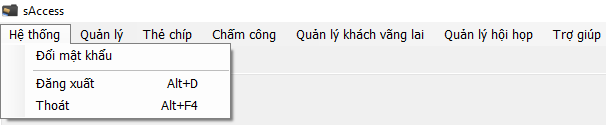 sAccess
Hệ thống Quản lý Thẻ chíp Chấm công Quản lý khách vãng lai Quản lý hội họp Trợ giúp
Đổi mật khẩu
Đăng xuất Alt+D
Thoát Alt+F4